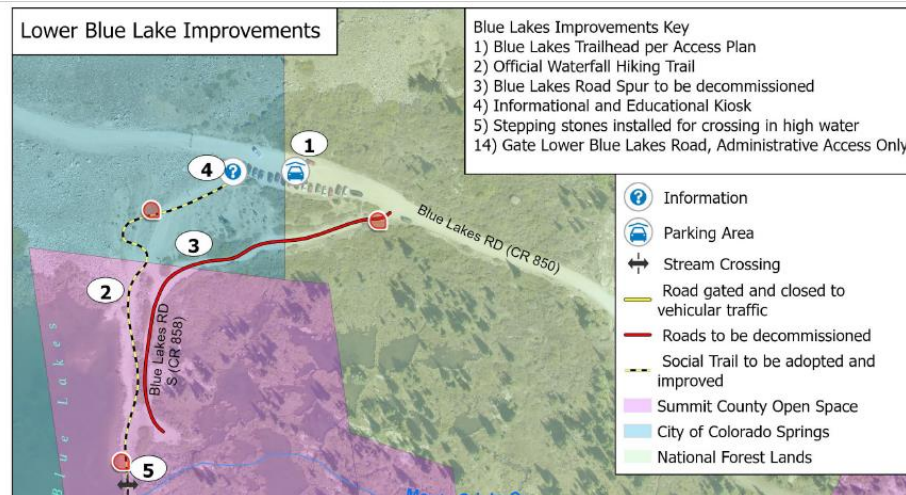 Lower Blue Lake Improvements
Blue Lakes Improvements Key
1) Blue Lakes Trailhead per Access Plan
2) Official Waterfall Hiking Trail
3) Blue Lakes Road Spur to be decommissioned
4) Informational and Educational Kiosk
5) Stepping stones installed for crossing in high water
14) Gate Lower Blue Lakes Road, Administrative Access Only
1
4
?
Blue Lakes RD (CR 850)
3
2
Blue Lakes RD
S (CR 858)
Blue Lakes
5
? Information
Parking Area
Stream Crossing
Road gated and closed to
vehicular traffic
Roads to be decommissioned
Social Trail to be adopted and
improved
Summit County Open Space
City of Colorado Springs
National Forest Lands